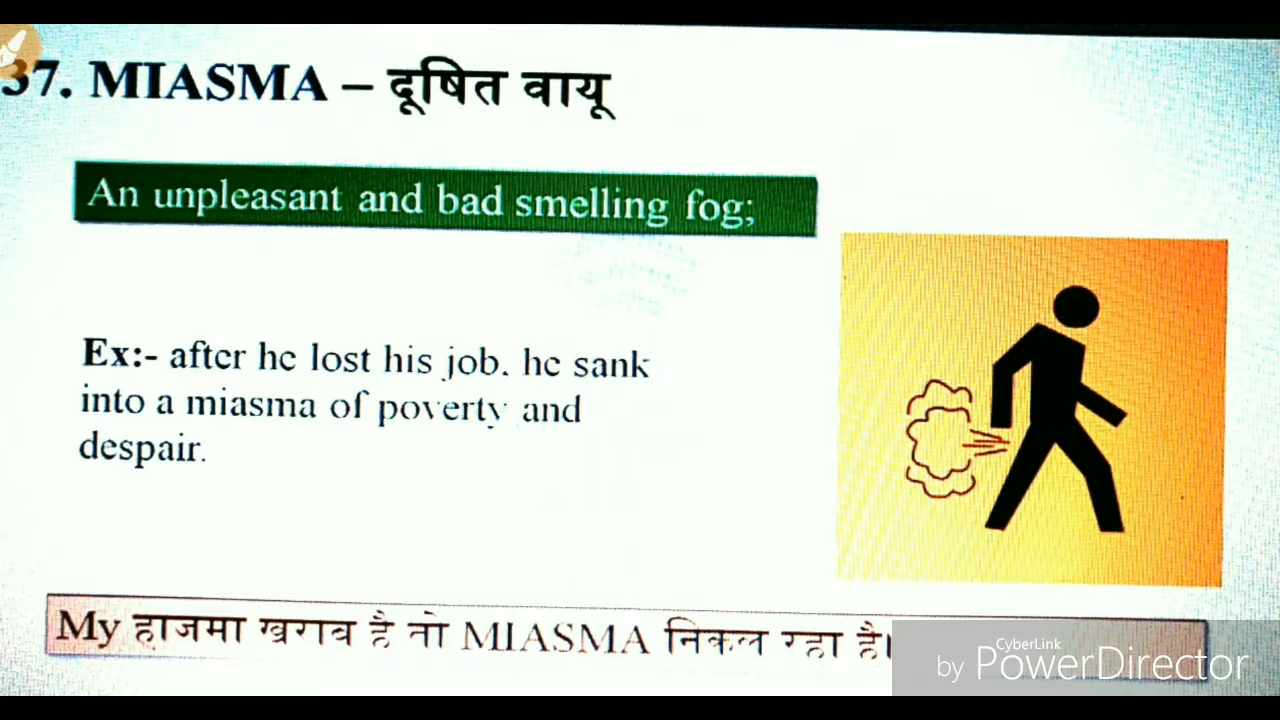 37. MIASMA – दूषित वायू
An unpleasant and bad smelling fog;
Ex:- after he lost his job. he sank
into a miasma of poverty and
despair.
My हाजमा खराब है तो MIASMA निकल रहा है।
CyberLink
by PowerDirector